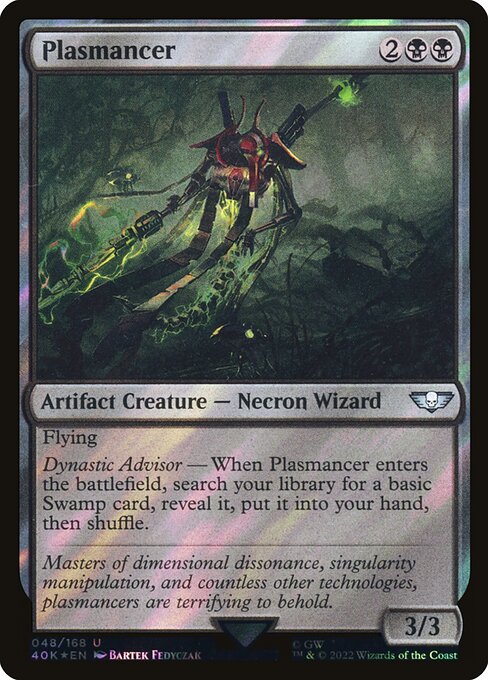 Plasmancer 2
Artifact Creature — Necron Wizard
Flying
Dynastic Advisor — When Plasmancer enters
the battlefield, search your library for a basic
Swamp card, reveal it, put it into your hand,
then shuffle.
Masters of dimensional dissonance, singularity
manipulation, and countless other technologies,
plasmancers are terrifying to behold.
3/3
048/168 U
40K★EN Bartek Fedyczak
© GW
™ & © 2022 Wizards of the Coast